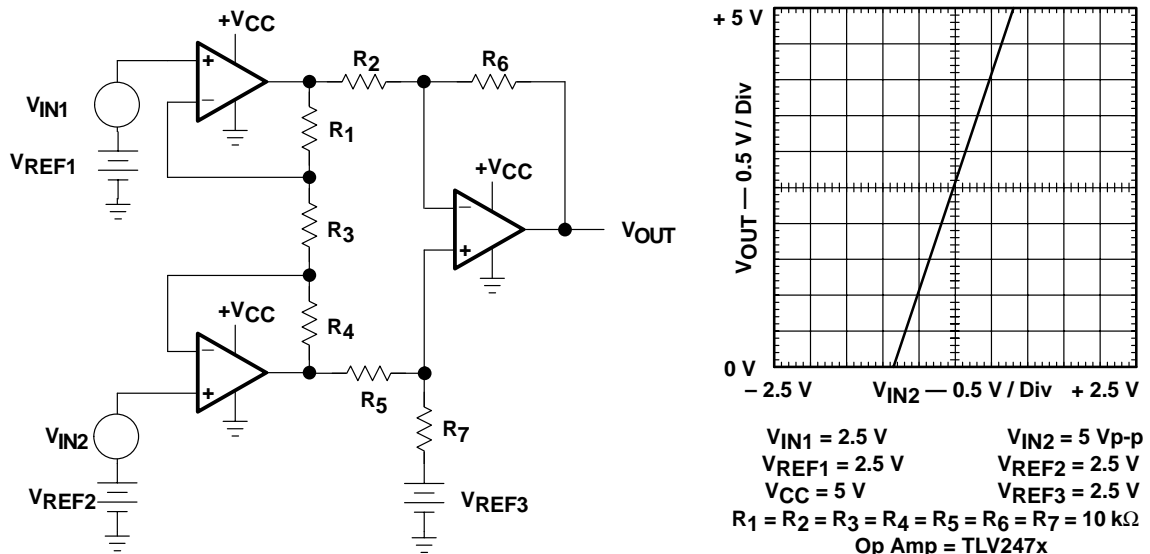 +VCC
+
–
VIN1
VREF1
R1
R2
R6
R3
+VCC
–
+
VOUT
R4
+VCC
–
+
R5
R7
VIN2
VREF2
VREF3
+ 5 V
VOUT — 0.5 V / Div
0 V
– 2.5 V
VIN2 — 0.5 V / Div
+ 2.5 V
VIN1 = 2.5 V
VIN2 = 5 Vp-p
VREF1 = 2.5 V
VREF2 = 2.5 V
VCC = 5 V
VREF3 = 2.5 V
R1 = R2 = R3 = R4 = R5 = R6 = R7 = 10 kΩ
Op Amp = TLV247x